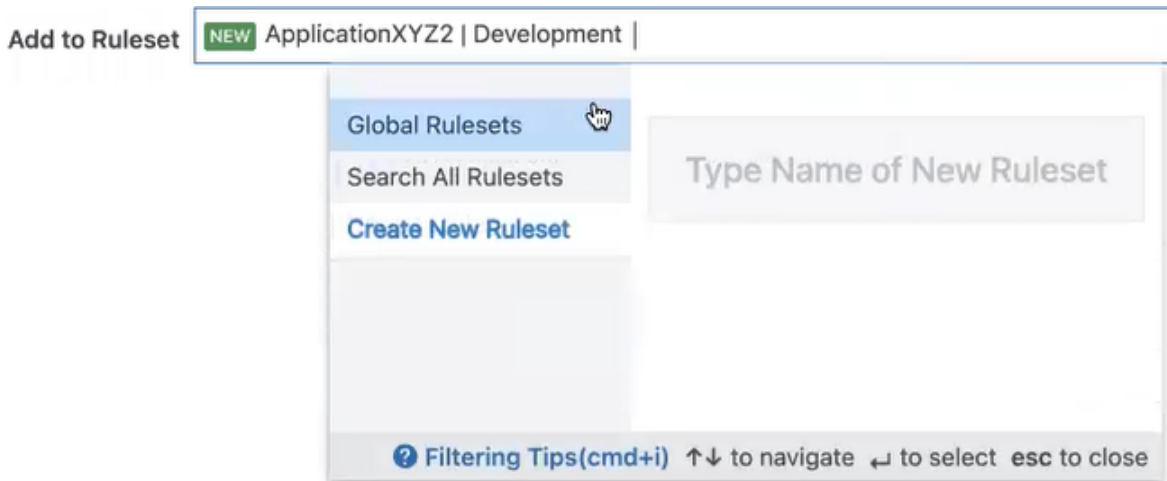 Add to Ruleset NEW ApplicationXYZ2 | Development
Global Rulesets
Type Name of New Ruleset
Search All Rulesets
Create New Ruleset
? Filtering Tips(cmd+i) ↑↓ to navigate ↵ to select esc to close